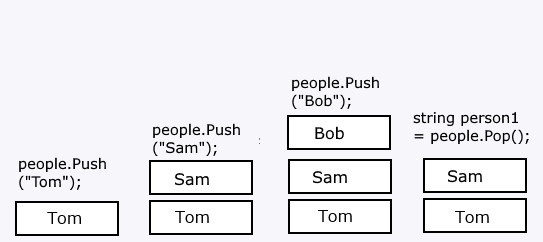 people.Push
("Tom");
Tom
people.Push
("Sam");
Sam
Tom
people.Push
("Bob");
Bob
Sam
Tom
string person1
= people.Pop();
Sam
Tom